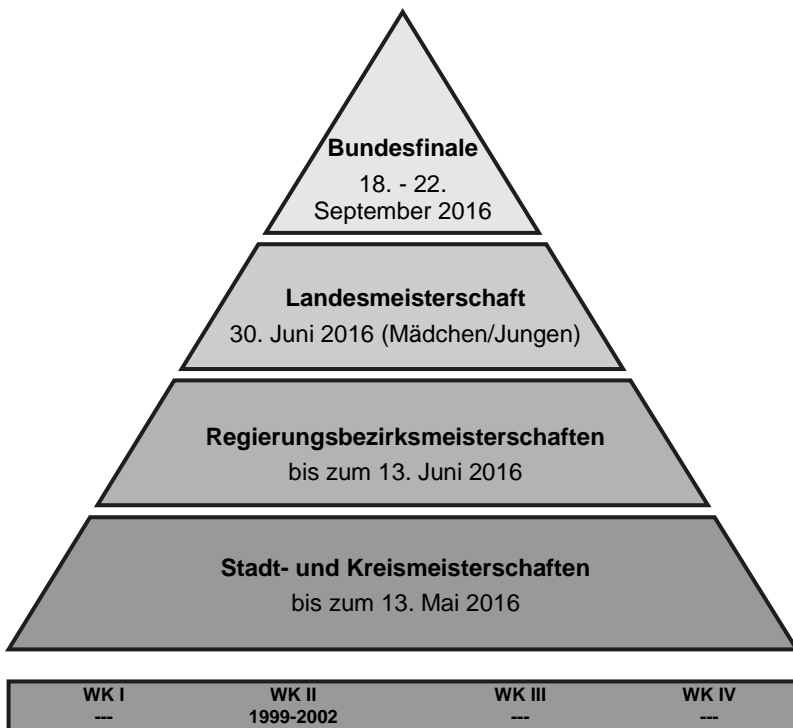 Bundesfinale
18. - 22.
September 2016
Landesmeisterschaft
30. Juni 2016 (Mädchen/Jungen)
Regierungsbezirksmeisterschaften
bis zum 13. Juni 2016
Stadt- und Kreismeisterschaften
bis zum 13. Mai 2016
WK I WK II WK III WK IV
--- 1999-2002 --- ---